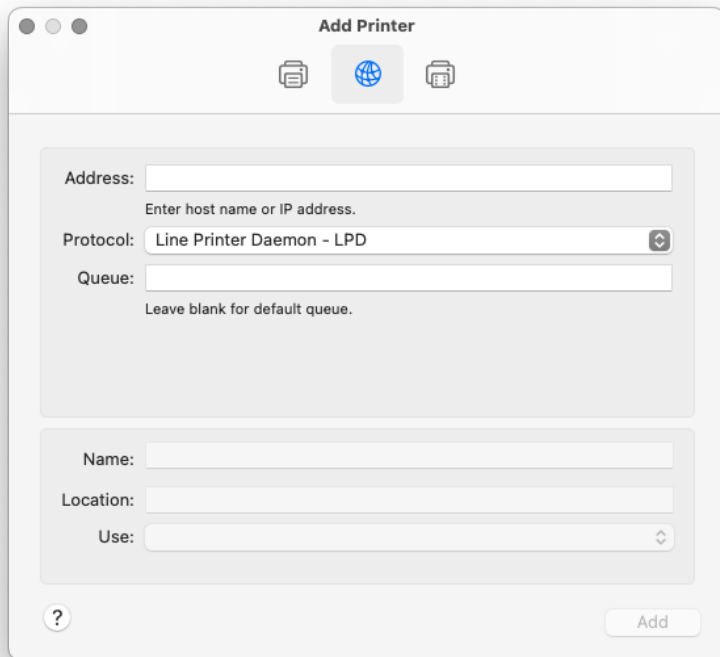 Add Printer
Address:
Enter host name or IP address.
Protocol: Line Printer Daemon - LPD
Queue:
Leave blank for default queue.
Name:
Location:
Use:
?
Add